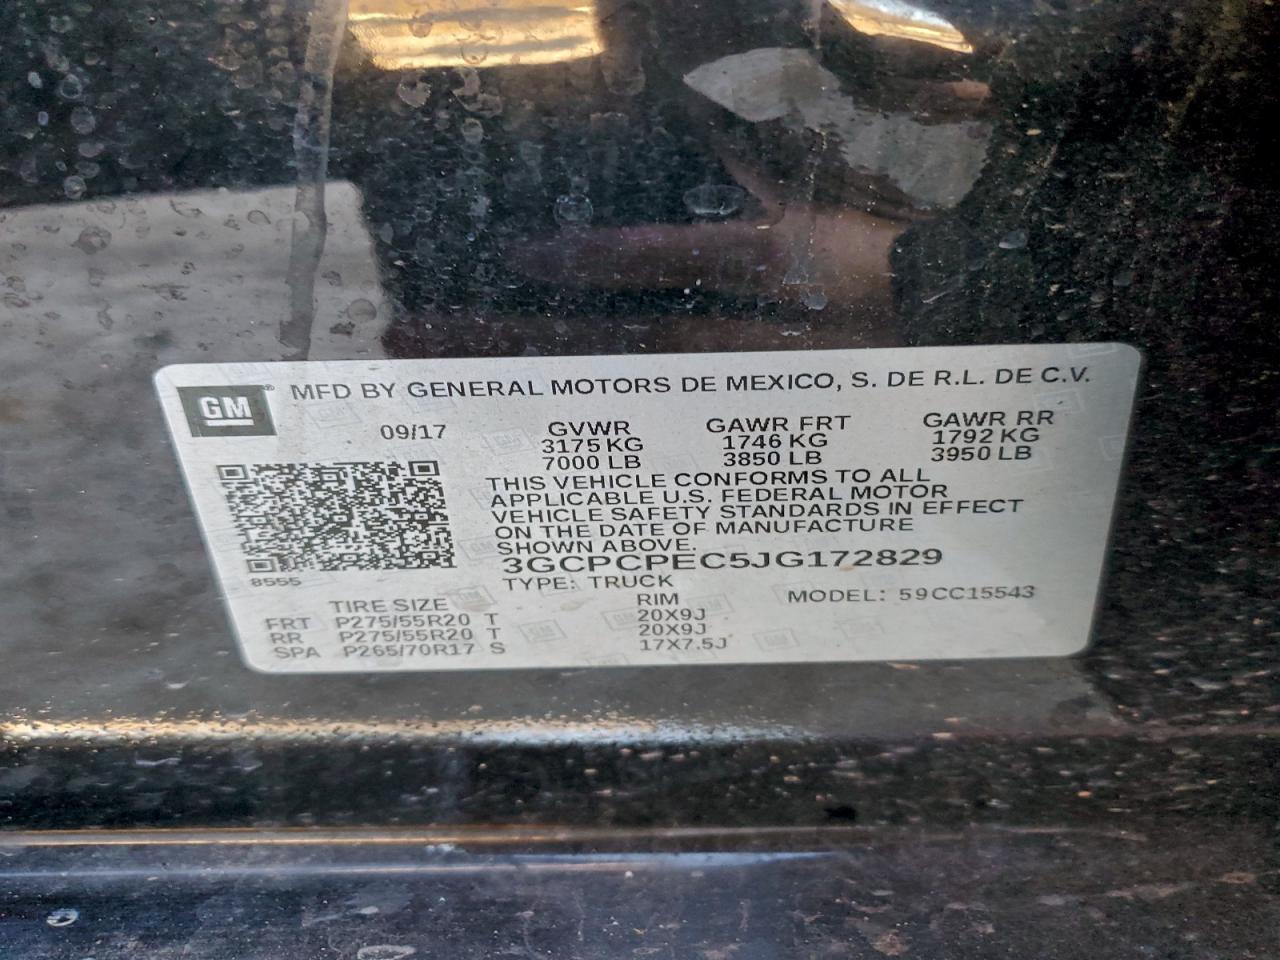 GM® MFD BY GENERAL MOTORS DE MEXICO, S. DE R.L. DE C.V.
09/17 GVWR GAWR FRT GAWR RR
3175 KG 1746 KG 1792 KG
7000 LB 3850 LB 3950 LB
THIS VEHICLE CONFORMS TO ALL
APPLICABLE U.S. FEDERAL MOTOR
VEHICLE SAFETY STANDARDS IN EFFECT
ON THE DATE OF MANUFACTURE
SHOWN ABOVE.
3GCPCPEC5JG172829
8555 TYPE: TRUCK MODEL: 59CC15543
TIRE SIZE RIM
FRT P275/55R20 T 20X9J
RR P275/55R20 T 20X9J
SPA P265/70R17 S 17X7.5J